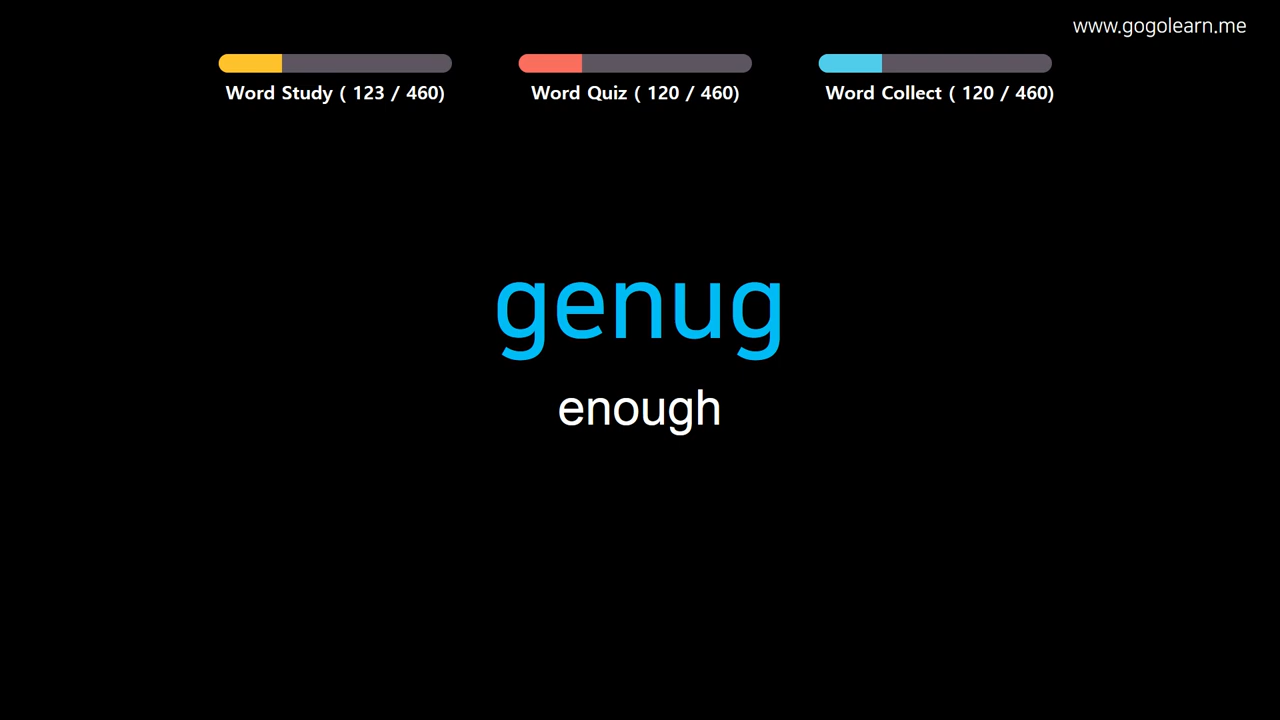 www.gogolearn.me
Word Study ( 123 / 460)
Word Quiz ( 120 / 460)
Word Collect ( 120 / 460)
genug
enough